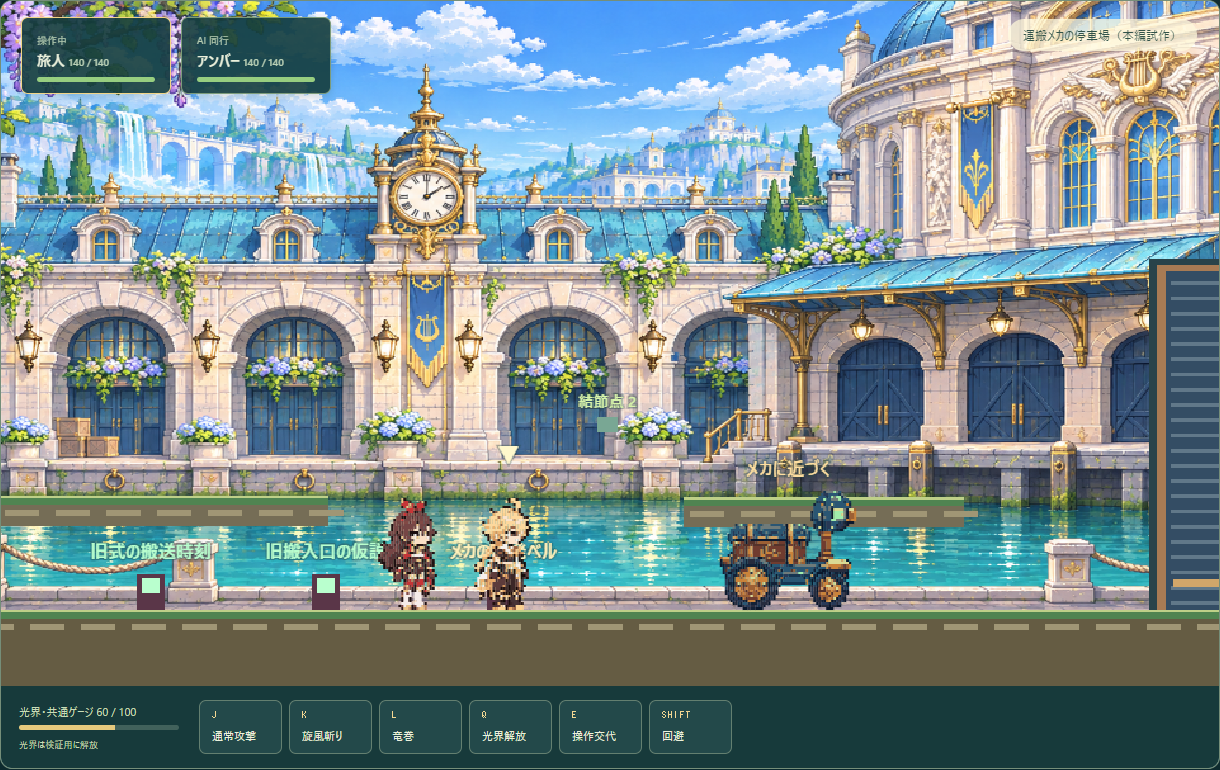 操作中
旅人 140 / 140
AI 同行
アンバー 140 / 140
運搬メカの停車場（本編試作）
結節点 2
メカに近づく
旧式の搬送時刻
旧搬入口の仮設
メカの
ベル
光界・共通ゲージ 60 / 100
光界は検証用に解放
J
通常攻撃
K
旋風斬り
L
竜巻
Q
光界解放
E
操作交代
SHIFT
回避